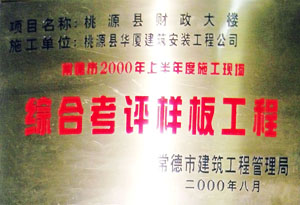 项目名称:桃源县财政大楼
施工单位:桃源县华厦建筑安装工程公司
常德市2000年上半年度施工现场
综合考评样板工程
常德市建筑工程管理局
二000年八月